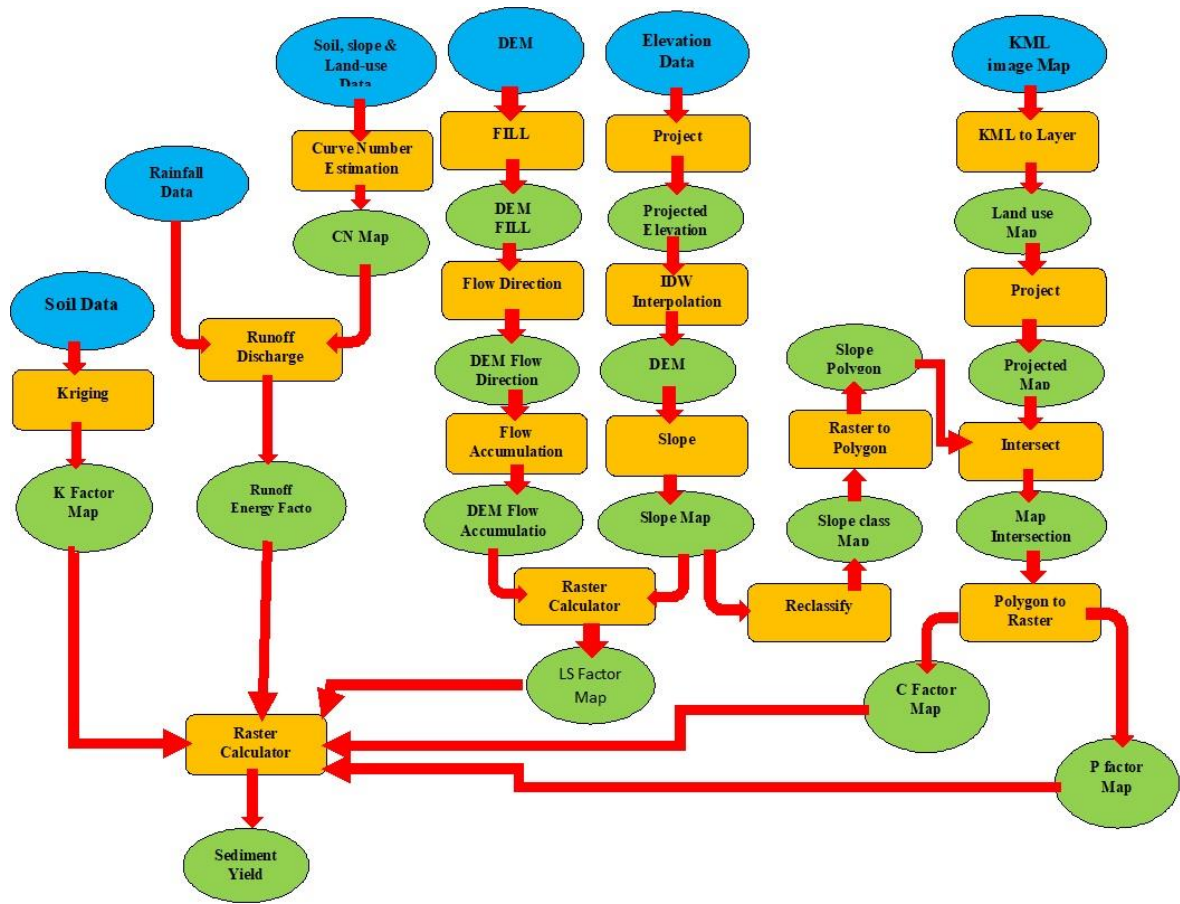 Soil, slope &
Land-use
Data
DEM
Elevation
Data
KML
image Map
FILL
Project
KML to Layer
Curve Number
Estimation
Rainfall
Data
DEM
FILL
Projected
Elevation
Land use
Map
CN Map
Flow Direction
IDW
Interpolation
Project
Soil Data
Runoff
Discharge
DEM Flow
Direction
DEM
Slope
Polygon
Projected
Map
Kriging
Flow
Accumulation
Slope
Raster to
Polygon
Intersect
K Factor
Map
Runoff
Energy Facto
DEM Flow
Accumulatio
Slope Map
Slope class
Map
Map
Intersection
Raster
Calculator
Reclassify
Polygon to
Raster
LS Factor
Map
C Factor
Map
Raster
Calculator
P factor
Map
Sediment
Yield